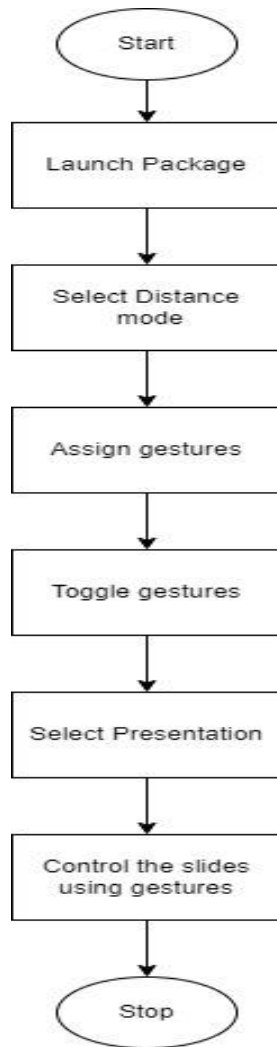 Start
Launch Package
Select Distance
mode
Assign gestures
Toggle gestures
Select Presentation
Control the slides
using gestures
Stop